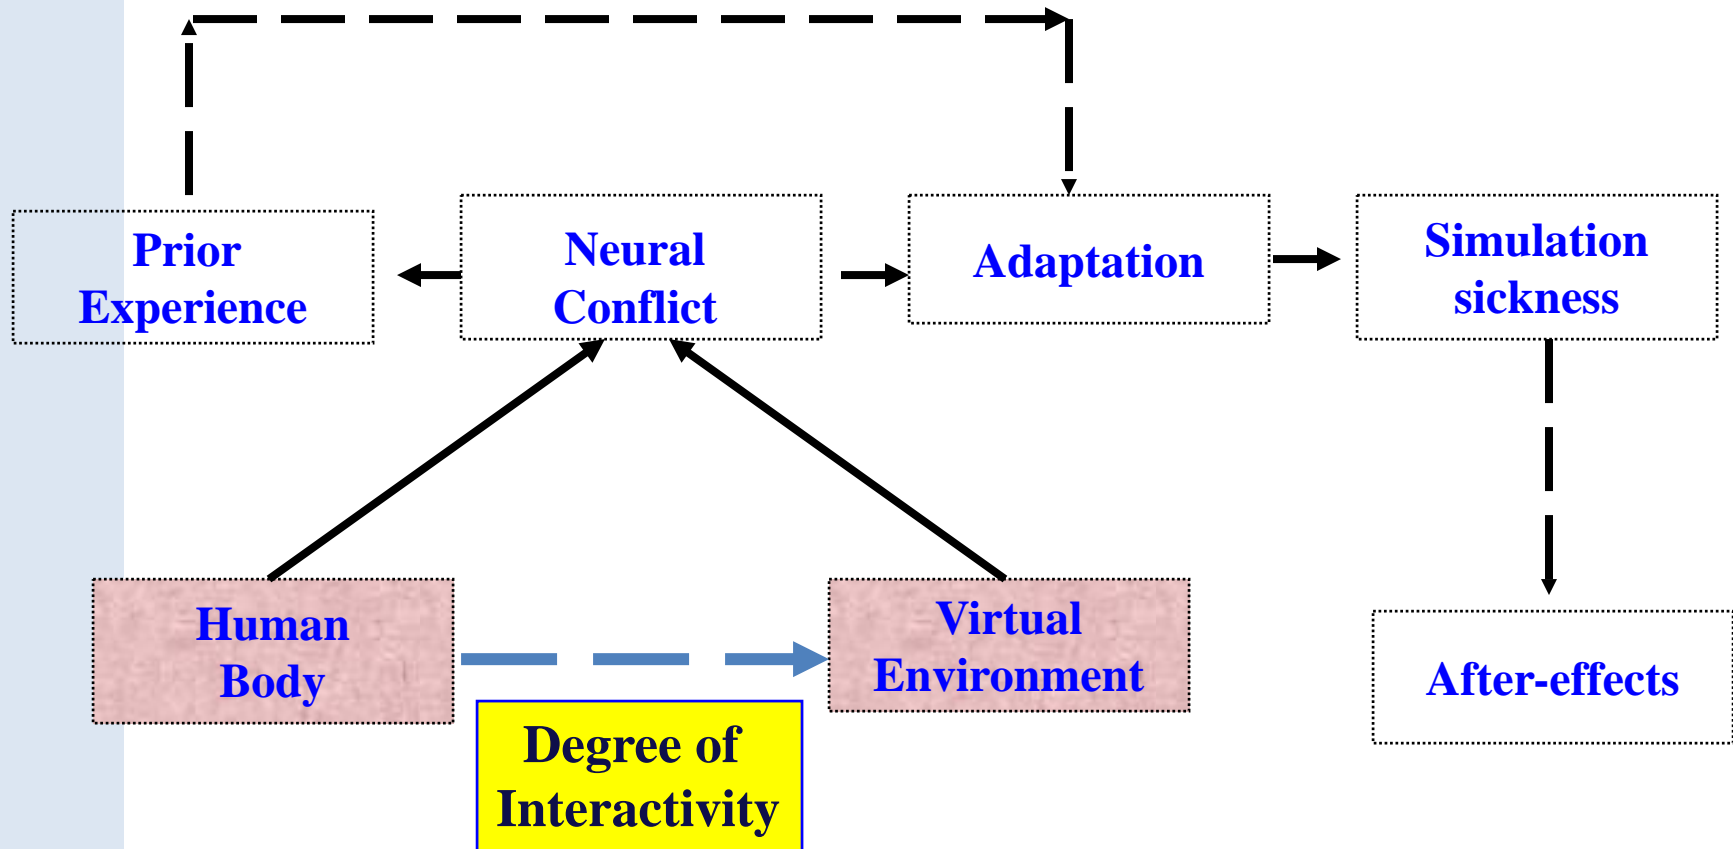 Prior
Experience
Neural
Conflict
Adaptation
Simulation
sickness
Human
Body
Virtual
Environment
After-effects
Degree of
Interactivity